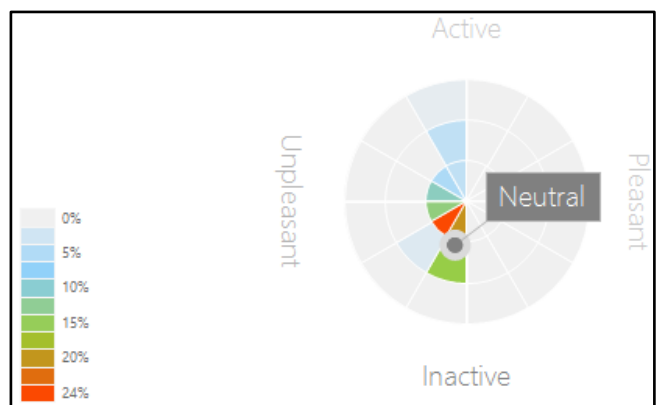 Active
Unpleasant
Pleasant
Neutral
Inactive
0%
5%
10%
15%
20%
24%